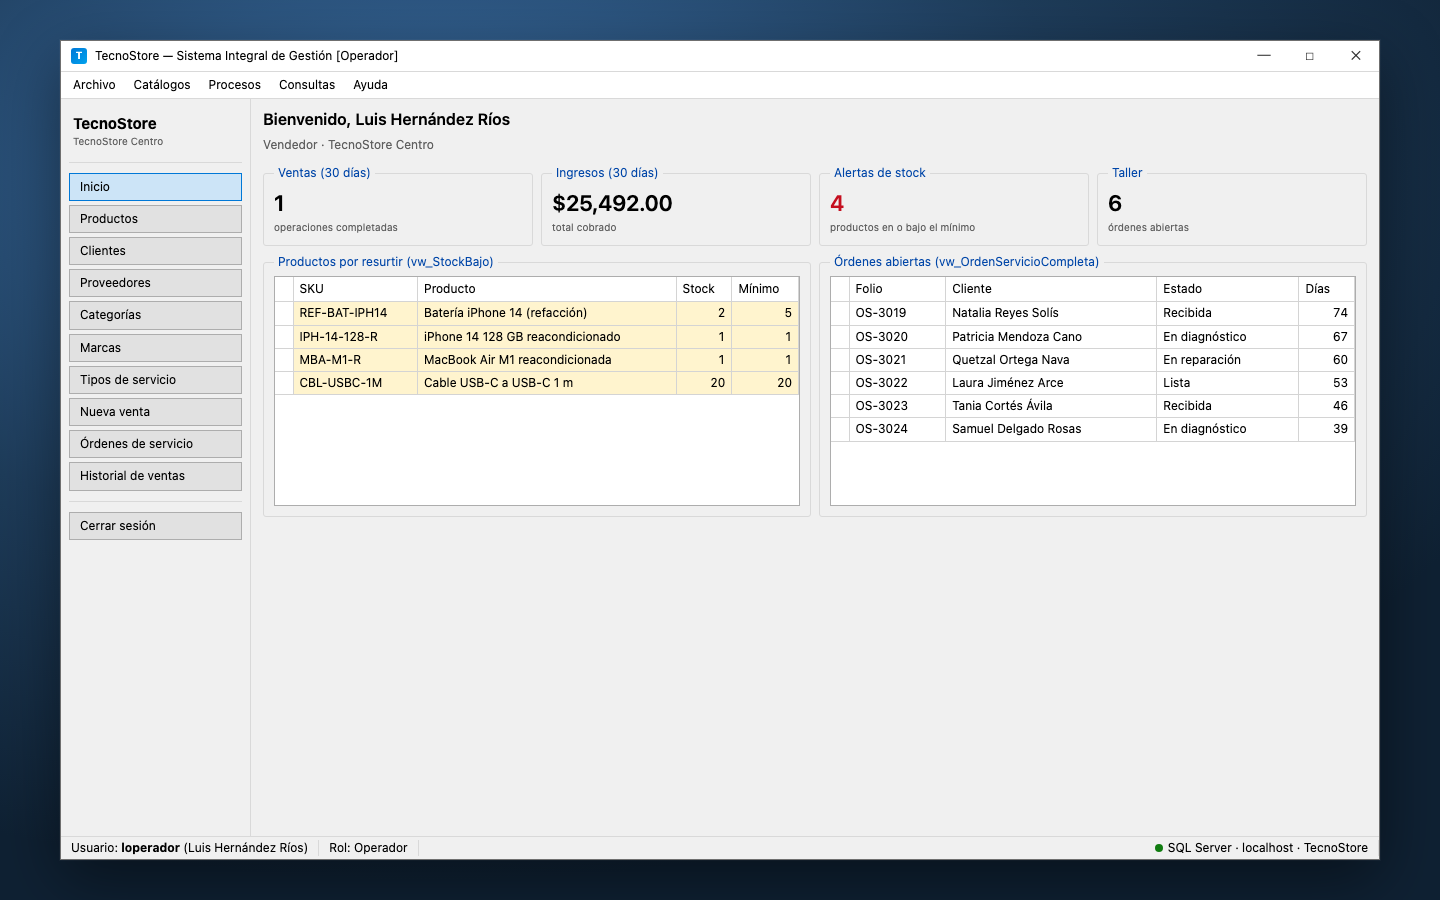 T TecnoStore — Sistema Integral de Gestión [Operador]
Archivo Catálogos Procesos Consultas Ayuda
TecnoStore
TecnoStore Centro
Inicio
Productos
Clientes
Proveedores
Categorías
Marcas
Tipos de servicio
Nueva venta
Órdenes de servicio
Historial de ventas
Cerrar sesión
Bienvenido, Luis Hernández Ríos
Vendedor · TecnoStore Centro
Ventas (30 días)
1
operaciones completadas
Ingresos (30 días)
$25,492.00
total cobrado
Alertas de stock
4
productos en o bajo el mínimo
Taller
6
órdenes abiertas
Productos por resurtir (vw_StockBajo)
SKU Producto Stock Mínimo
REF-BAT-IPH14 Batería iPhone 14 (refacción) 2 5
IPH-14-128-R iPhone 14 128 GB reacondicionado 1 1
MBA-M1-R MacBook Air M1 reacondicionada 1 1
CBL-USBC-1M Cable USB-C a USB-C 1 m 20 20
Órdenes abiertas (vw_OrdenServicioCompleta)
Folio Cliente Estado Días
OS-3019 Natalia Reyes Solís Recibida 74
OS-3020 Patricia Mendoza Cano En diagnóstico 67
OS-3021 Quetzal Ortega Nava En reparación 60
OS-3022 Laura Jiménez Arce Lista 53
OS-3023 Tania Cortés Ávila Recibida 46
OS-3024 Samuel Delgado Rosas En diagnóstico 39
Usuario: loperador (Luis Hernández Ríos) Rol: Operador SQL Server · localhost · TecnoStore